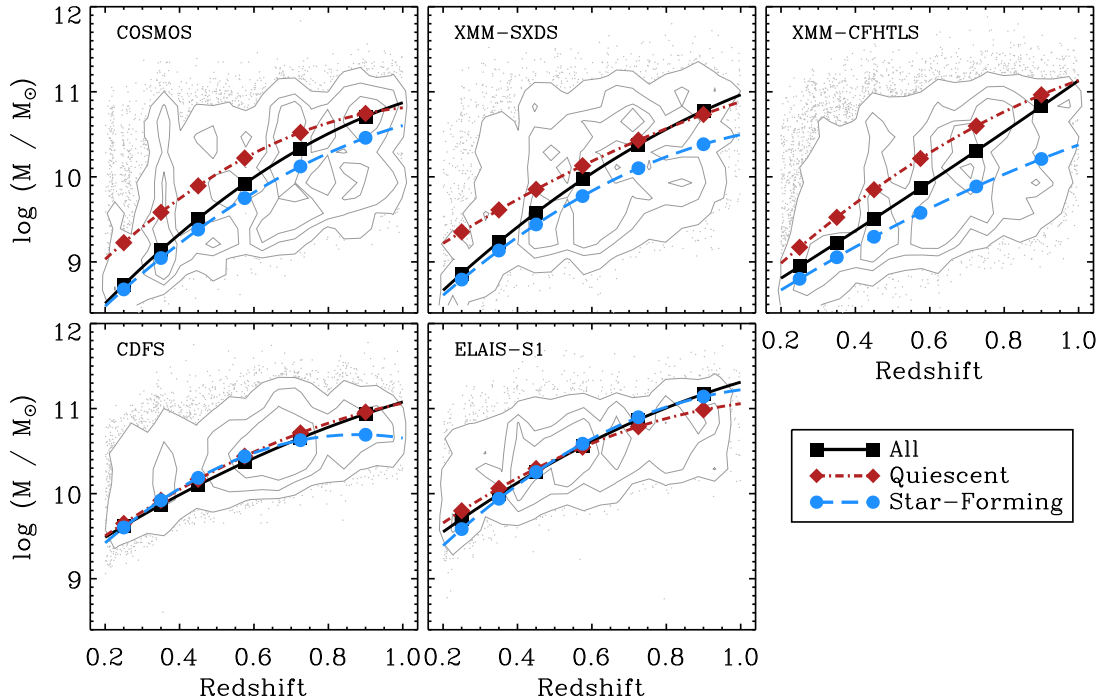 COSMOS
XMM-SXDS
XMM-CFHTLS
12
11
10
9
log (M / M⊙)
0.2 0.4 0.6 0.8 1.0
Redshift
CDFS
ELAIS-S1
12
11
10
9
log (M / M⊙)
0.2 0.4 0.6 0.8 1.0
Redshift
0.2 0.4 0.6 0.8 1.0
Redshift
All
Quiescent
Star-Forming